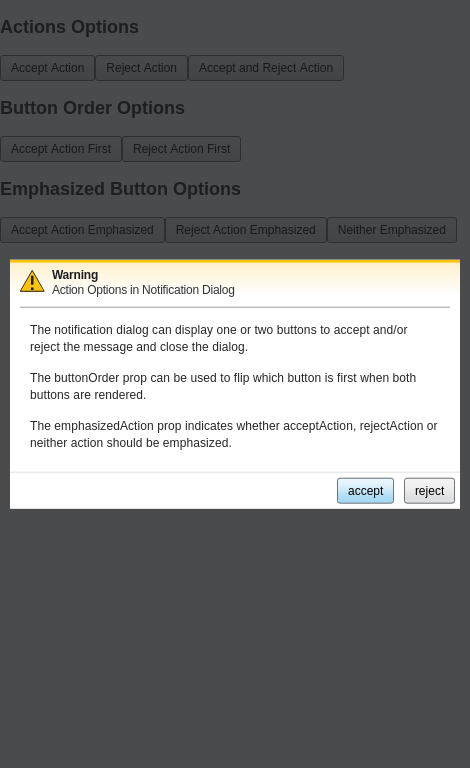 Actions Options
Accept Action Reject Action Accept and Reject Action
Button Order Options
Accept Action First Reject Action First
Emphasized Button Options
Accept Action Emphasized Reject Action Emphasized Neither Emphasized
Warning
Action Options in Notification Dialog
The notification dialog can display one or two buttons to accept and/or
reject the message and close the dialog.
The buttonOrder prop can be used to flip which button is first when both
buttons are rendered.
The emphasizedAction prop indicates whether acceptAction, rejectAction or
neither action should be emphasized.
accept reject